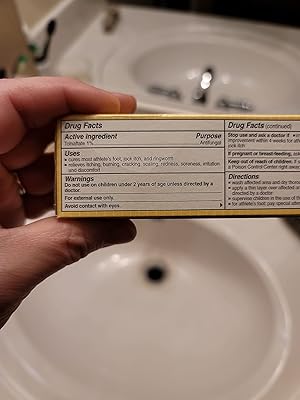 Drug Facts
Active Ingredient Purpose
Tolnaftate 1% Antifungal
Uses
• cures most athlete's foot, jock itch, and ringworm
• relieves itching, burning, cracking, scaling, redness, soreness, irritation,
and discomfort
Warnings
Do not use on children under 2 years of age unless directed by a
doctor.
For external use only.
Avoid contact with eyes.
Drug Facts (continued)
Stop use and ask a doctor if
improvement within 4 weeks for
jock itch
If pregnant or breast-feeding,
Keep out of reach of children.
a Poison Control Center right
Directions
• wash affected area and dry
• apply a thin layer over affected
by a doctor
• supervise children in the use of
• for athlete's foot: pay special